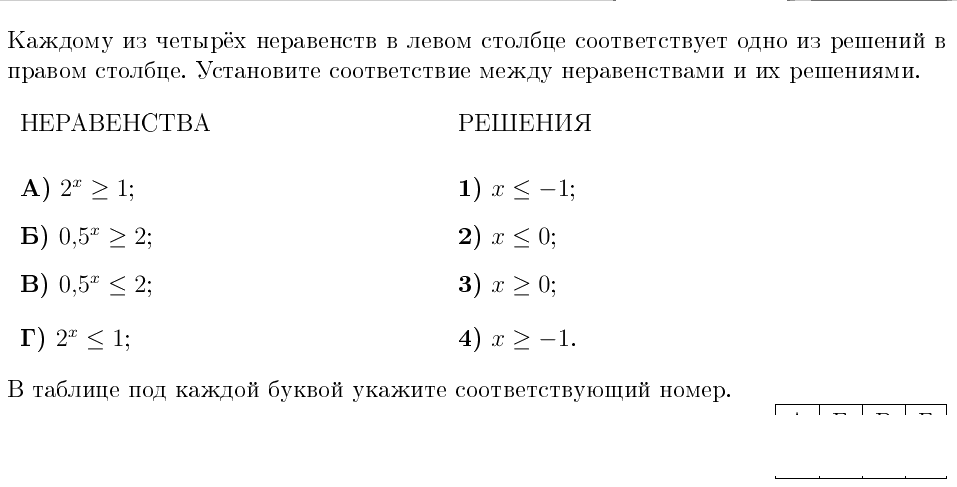 Каждому из четырёх неравенств в левом столбце соответствует одно из решений в
правом столбце. Установите соответствие между неравенствами и их решениями.
НЕРАВЕНСТВА РЕШЕНИЯ
А) 2^x ≥ 1; 1) x ≤ −1;
Б) 0,5^x ≥ 2; 2) x ≤ 0;
В) 0,5^x ≤ 2; 3) x ≥ 0;
Г) 2^x ≤ 1; 4) x ≥ −1.
В таблице под каждой буквой укажите соответствующий номер.